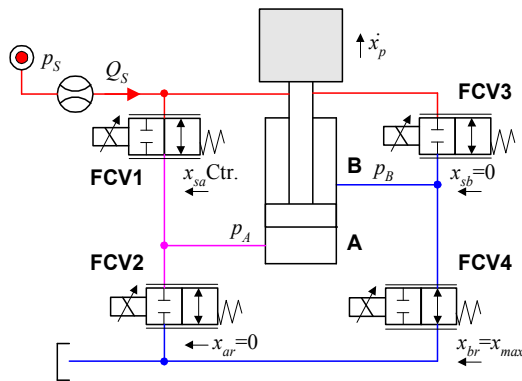 p_S
Q_S
ẋ_p
FCV3
FCV1
x_sa Ctr.
B
p_B
x_sb=0
p_A
A
FCV2
FCV4
x_ar=0
x_br=x_max